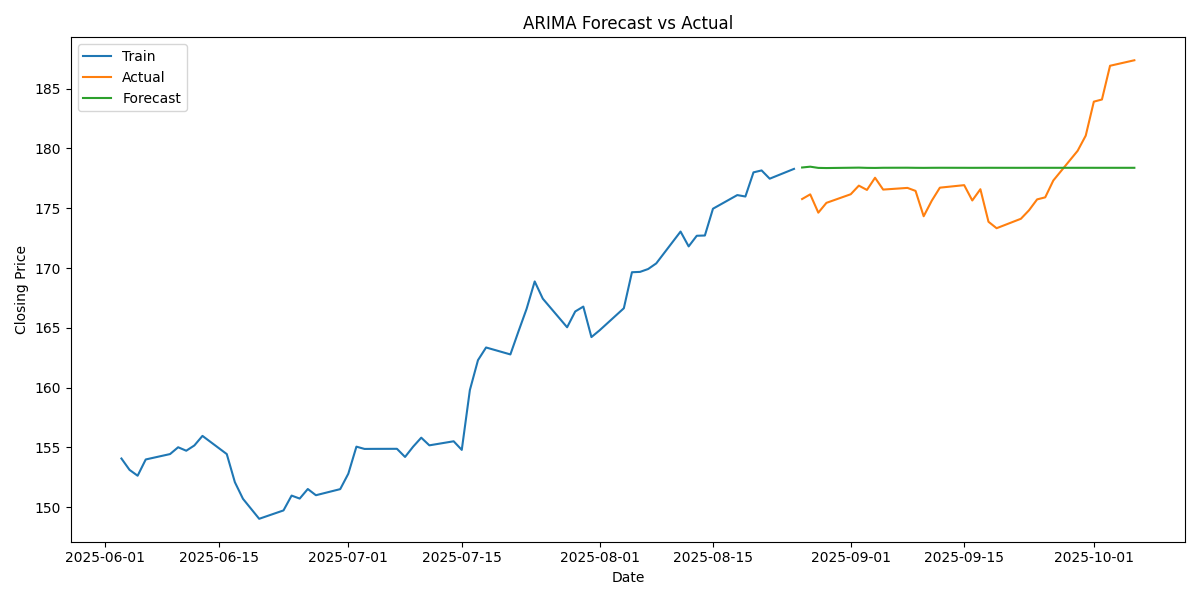 ARIMA Forecast vs Actual
Train
Actual
Forecast
Closing Price
185
180
175
170
165
160
155
150
2025-06-01
2025-06-15
2025-07-01
2025-07-15
2025-08-01
2025-08-15
2025-09-01
2025-09-15
2025-10-01
Date